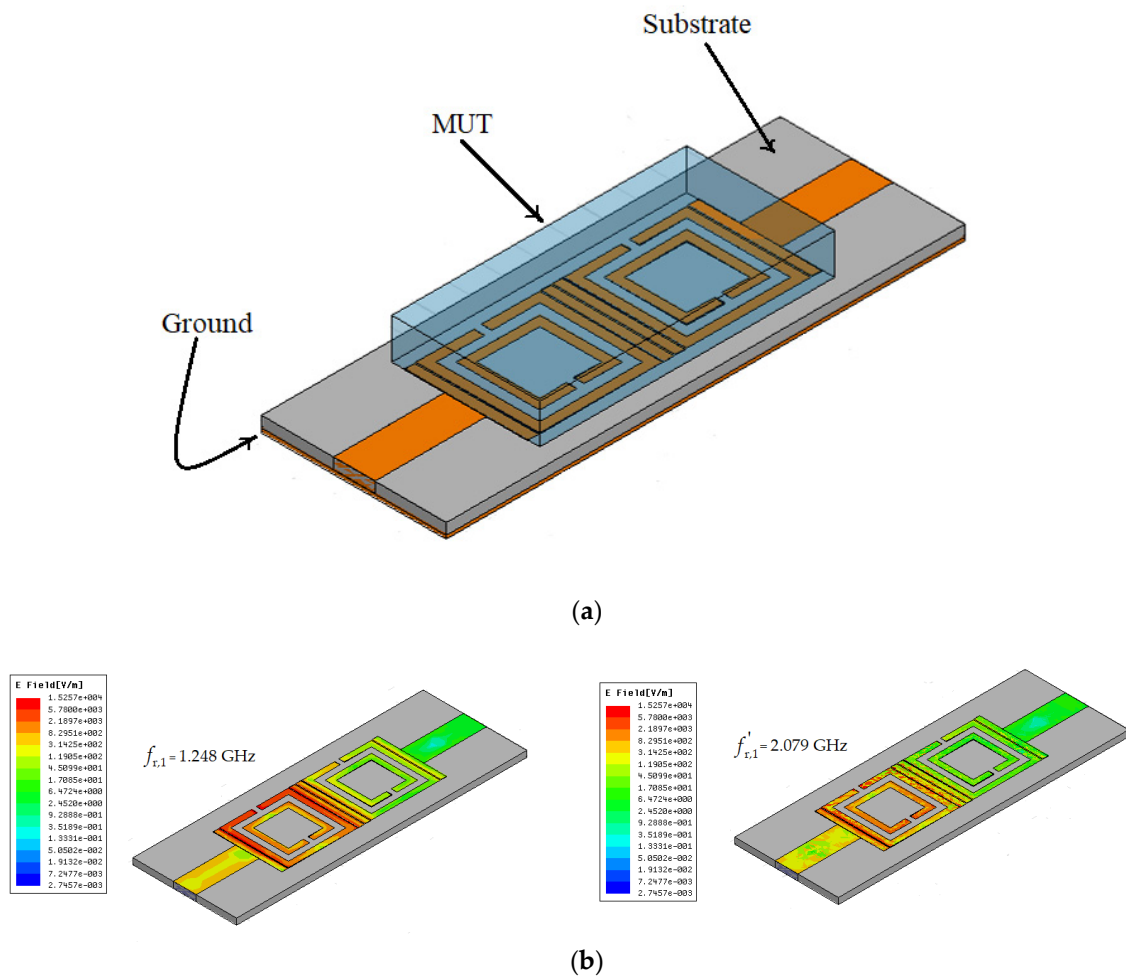 Substrate
MUT
Ground
(a)
E Field[V/m]
1.5257e+004
5.7800e+003
2.1897e+003
8.2951e+002
3.1425e+002
1.1905e+002
4.5099e+001
1.7085e+001
6.4724e+000
2.4520e+000
9.2888e-001
3.5189e-001
1.3331e-001
5.0502e-002
1.9132e-002
7.2477e-003
2.7457e-003
f r,1 = 1.248 GHz
E Field[V/m]
1.5257e+004
5.7800e+003
2.1897e+003
8.2951e+002
3.1425e+002
1.1905e+002
4.5099e+001
1.7085e+001
6.4724e+000
2.4520e+000
9.2888e-001
3.5189e-001
1.3331e-001
5.0502e-002
1.9132e-002
7.2477e-003
2.7457e-003
f' r,1 = 2.079 GHz
(b)